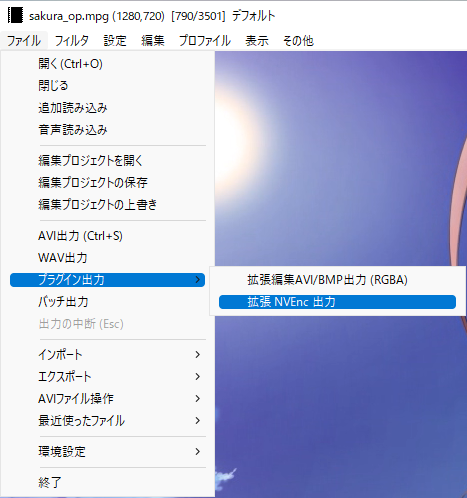 sakura_op.mpg (1280,720) [790/3501] デフォルト
ファイル フィルタ 設定 編集 プロファイル 表示 その他
開く(Ctrl+O)
閉じる
追加読み込み
音声読み込み
編集プロジェクトを開く
編集プロジェクトの保存
編集プロジェクトの上書き
AVI出力 (Ctrl+S)
WAV出力
プラグイン出力
拡張編集AVI/BMP出力 (RGBA)
バッチ出力
拡張 NVEnc 出力
出力の中断 (Esc)
インポート
エクスポート
AVIファイル操作
最近使ったファイル
環境設定
終了